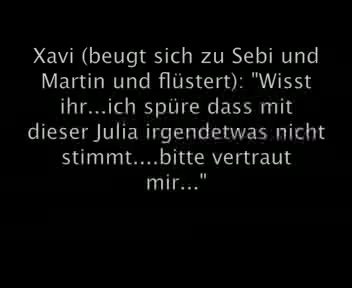 Xavi (beugt sich zu Sebi und
Martin und flüstert): "Wisst
ihr...ich spüre dass mit
dieser Julia irgendetwas nicht
stimmt....bitte vertraut
mir..."